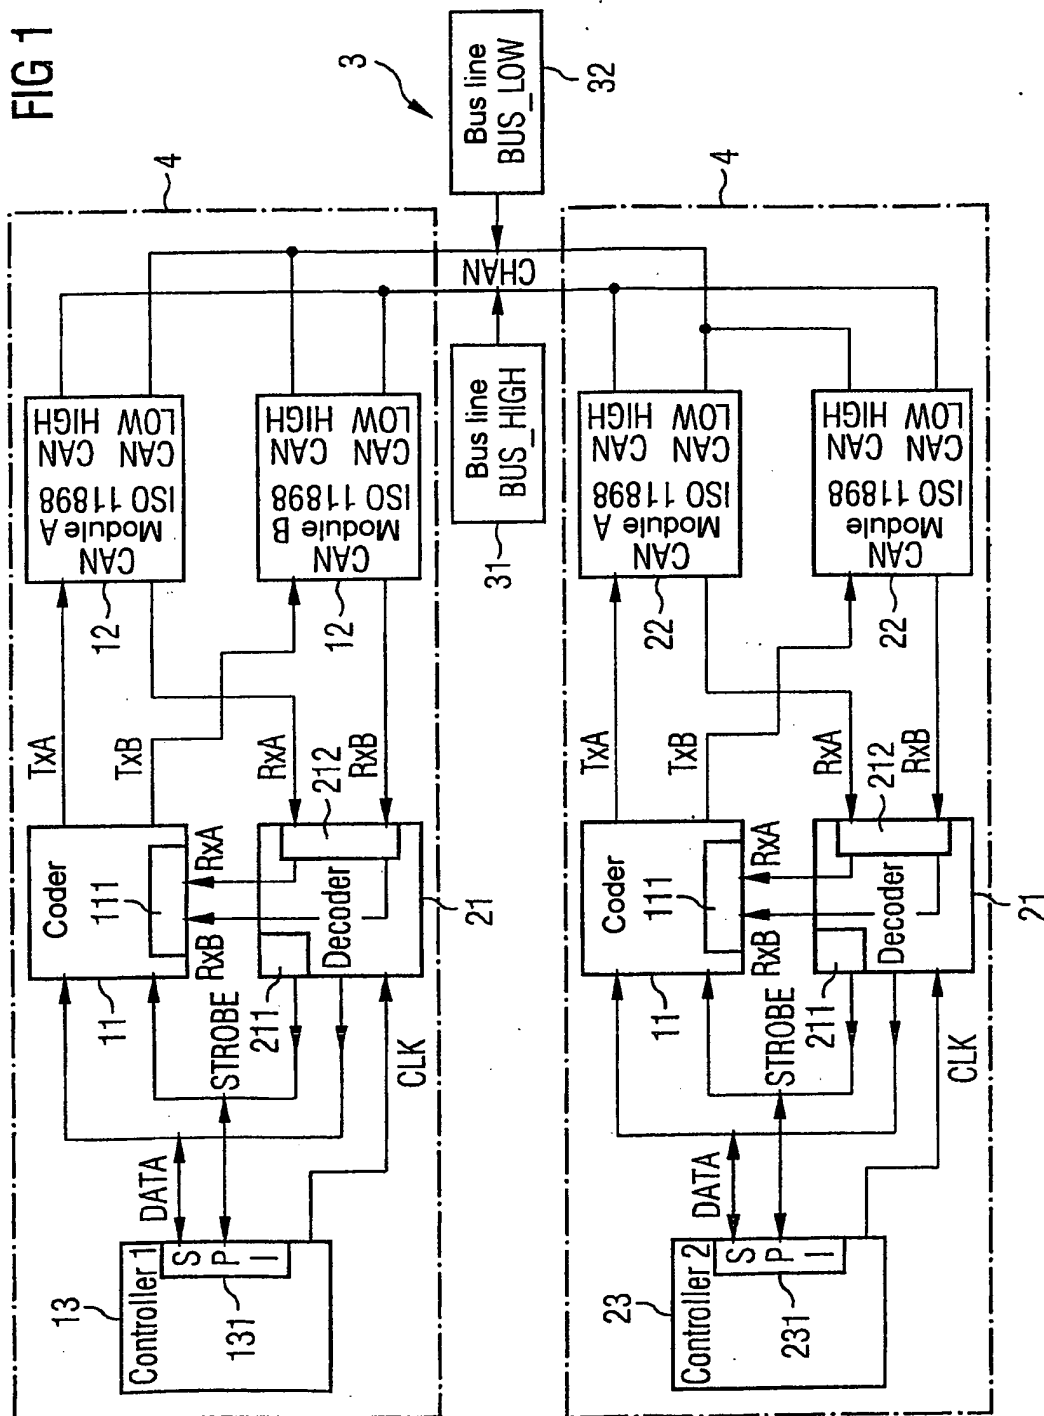 FIG 1
4
3
Bus line
BUS_LOW
32
CHAN
Bus line
BUS_HIGH
31
CAN
Module A
ISO 11898
CAN HIGH
CAN LOW
12
CAN
Module B
ISO 11898
CAN HIGH
CAN LOW
12
TxA
TxB
RxA
RxB
Coder
111
11
RxA
RxB
212
Decoder
211
21
STROBE
DATA
CLK
13
Controller 1
S P I
131
4
CAN
Module A
ISO 11898
CAN HIGH
CAN LOW
22
CAN
Module
ISO 11898
CAN HIGH
CAN LOW
22
TxA
TxB
RxA
RxB
Coder
111
11
RxA
RxB
212
Decoder
211
21
STROBE
DATA
CLK
23
Controller 2
S P I
231